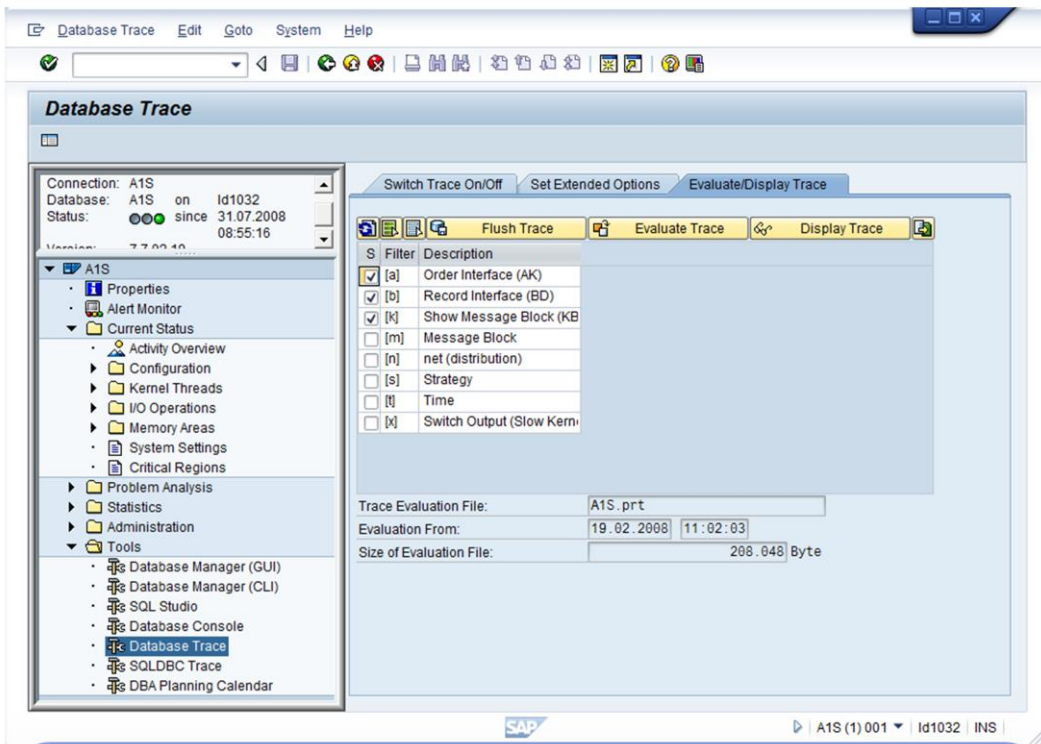 Database Trace Edit Goto System Help
Database Trace
Connection: A1S
Database: A1S on ld1032
Status: since 31.07.2008
08:55:16
A1S
Properties
Alert Monitor
Current Status
Activity Overview
Configuration
Kernel Threads
I/O Operations
Memory Areas
System Settings
Critical Regions
Problem Analysis
Statistics
Administration
Tools
Database Manager (GUI)
Database Manager (CLI)
SQL Studio
Database Console
Database Trace
SQLDBC Trace
DBA Planning Calendar
Switch Trace On/Off Set Extended Options Evaluate/Display Trace
Flush Trace Evaluate Trace Display Trace
S Filter Description
[a] Order Interface (AK)
[b] Record Interface (BD)
[k] Show Message Block (KB
[m] Message Block
[n] net (distribution)
[s] Strategy
[t] Time
[x] Switch Output (Slow Kern
Trace Evaluation File: A1S.prt
Evaluation From: 19.02.2008 11:02:03
Size of Evaluation File: 208.048 Byte
SAP A1S (1) 001 ld1032 INS